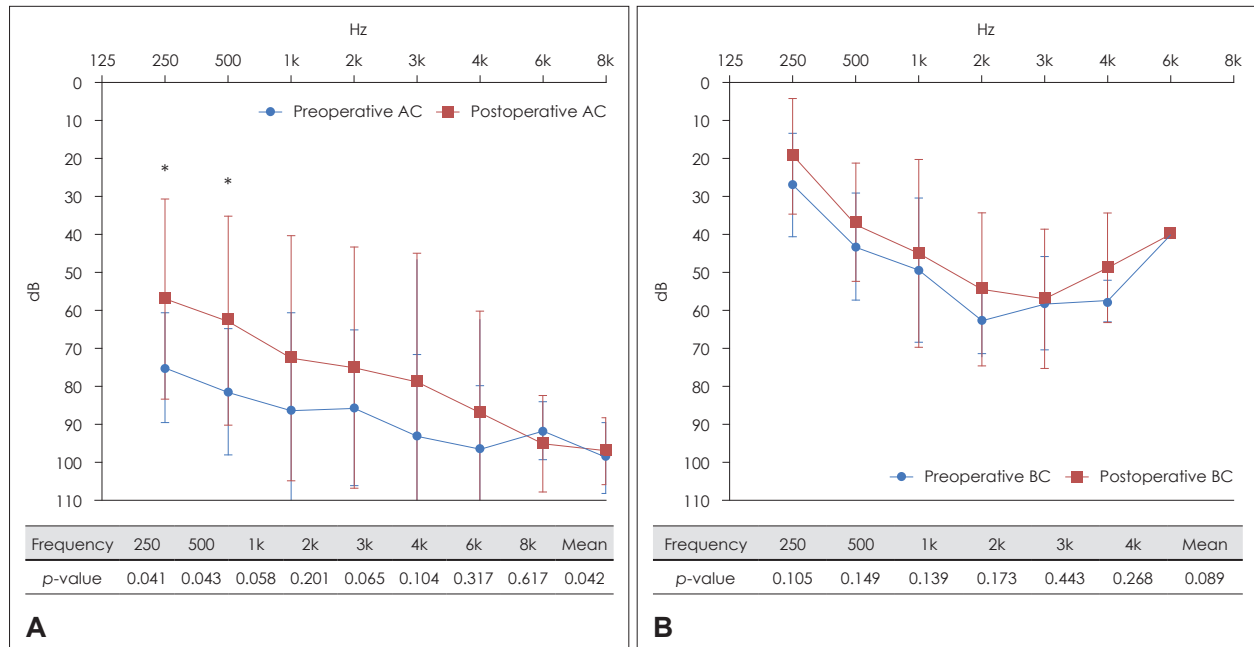 Hz
125 250 500 1k 2k 3k 4k 6k 8k
0
Preoperative AC Postoperative AC
10
20
*
*
30
40
50
dB
60
70
80
90
100
110
Frequency 250 500 1k 2k 3k 4k 6k 8k Mean
p-value 0.041 0.043 0.058 0.201 0.065 0.104 0.317 0.617 0.042
A
Hz
125 250 500 1k 2k 3k 4k 6k 8k
0
10
20
30
40
50
dB
60
70
80
90
100
Preoperative BC Postoperative BC
110
Frequency 250 500 1k 2k 3k 4k Mean
p-value 0.105 0.149 0.139 0.173 0.443 0.268 0.089
B